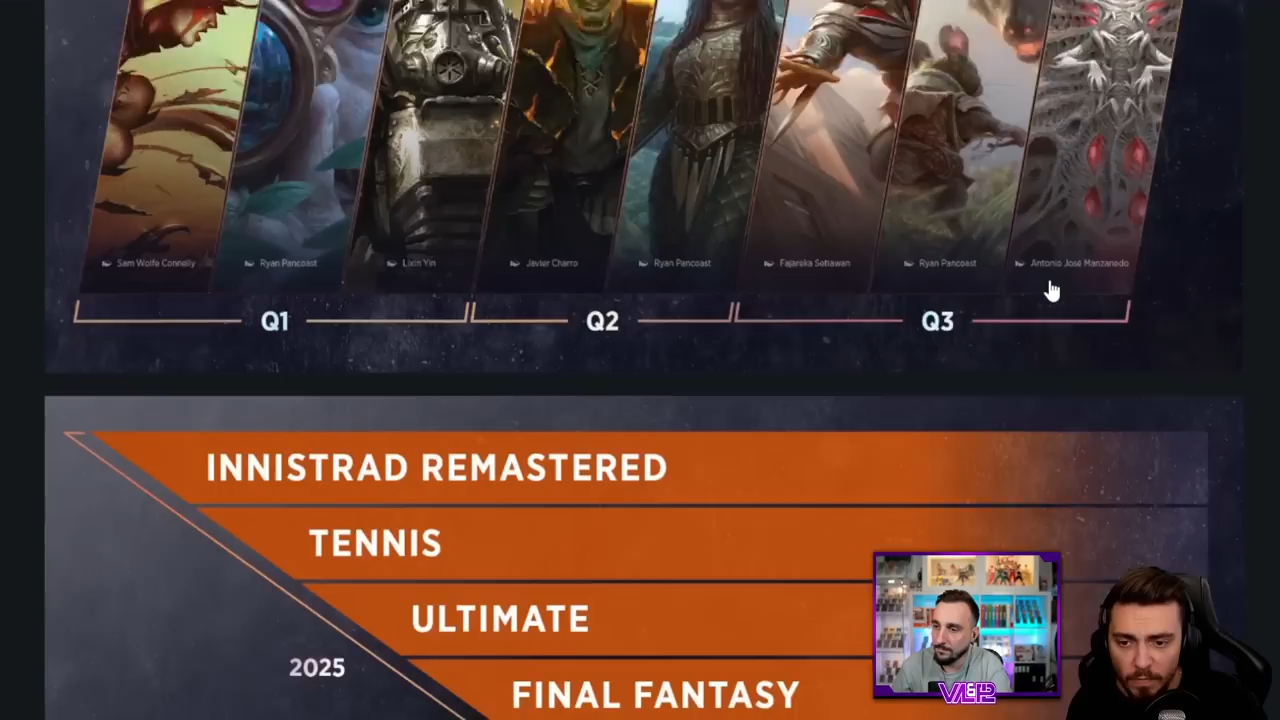 Sam Wolfe Connelly Ryan Pancoast Lixin Yin Javier Charro Ryan Pancoast Fajareka Setiawan Ryan Pancoast Antonio José Manzanedo
Q1 Q2 Q3
INNISTRAD REMASTERED
TENNIS
ULTIMATE
2025
FINAL FANTASY